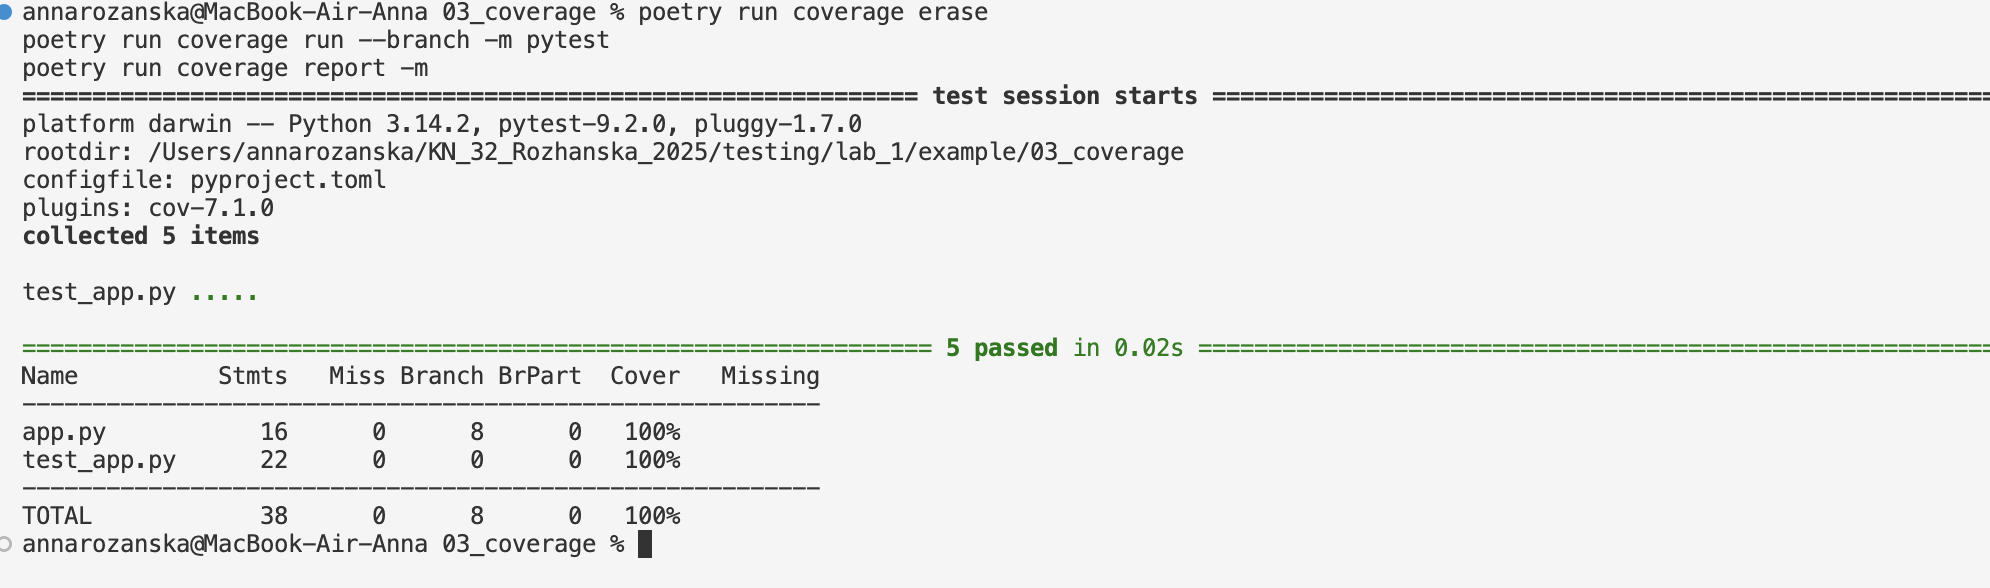 annarozanska@MacBook-Air-Anna 03_coverage % poetry run coverage erase
poetry run coverage run --branch -m pytest
poetry run coverage report -m
================================================================ test session starts ========================================================
platform darwin -- Python 3.14.2, pytest-9.2.0, pluggy-1.7.0
rootdir: /Users/annarozanska/KN_32_Rozhanska_2025/testing/lab_1/example/03_coverage
configfile: pyproject.toml
plugins: cov-7.1.0
collected 5 items
test_app.py .....
================================================================= 5 passed in 0.02s =========================================================
Name          Stmts   Miss Branch BrPart  Cover   Missing
---------------------------------------------------------
app.py           16      0      8      0   100%
test_app.py      22      0      0      0   100%
---------------------------------------------------------
TOTAL            38      0      8      0   100%
annarozanska@MacBook-Air-Anna 03_coverage %